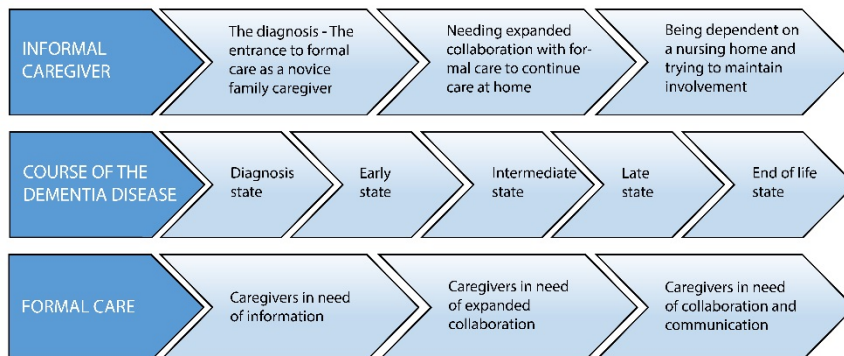 INFORMAL
CAREGIVER
The diagnosis - The
entrance to formal
care as a novice
family caregiver
Needing expanded
collaboration with for-
mal care to continue
care at home
Being dependent on
a nursing home and
trying to maintain
involvement
COURSE OF THE
DEMENTIA DISEASE
Diagnosis
state
Early
state
Intermediate
state
Late
state
End of life
state
FORMAL CARE
Caregivers in need
of information
Caregivers in need
of expanded
collaboration
Caregivers in need
of collaboration and
communication